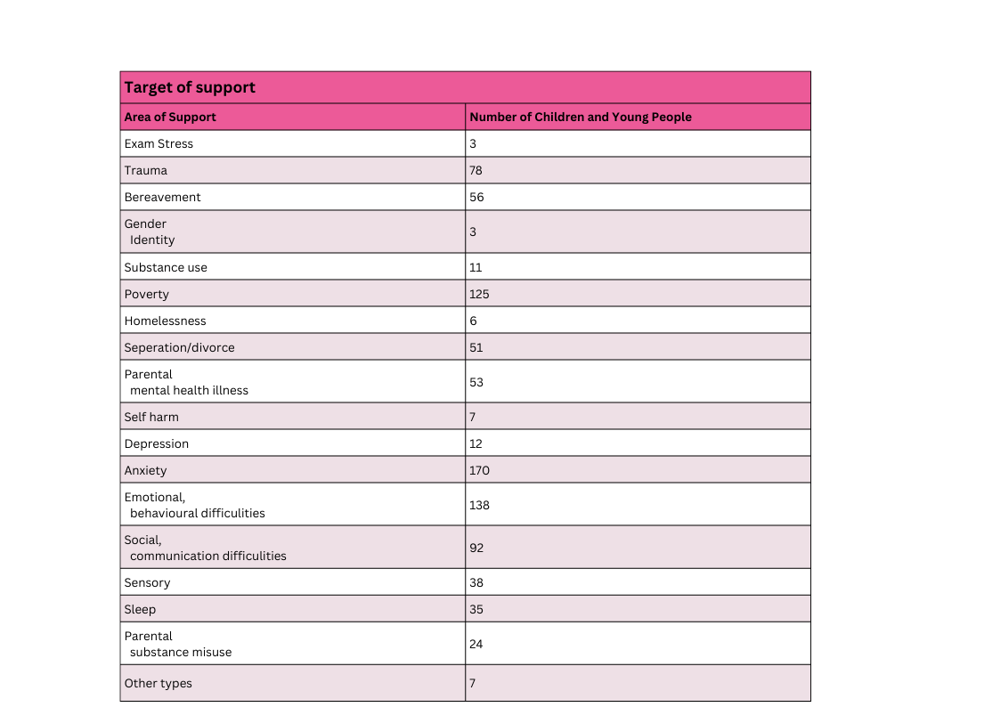 Target of support
Area of Support Number of Children and Young People
Exam Stress 3
Trauma 78
Bereavement 56
Gender
Identity 3
Substance use 11
Poverty 125
Homelessness 6
Seperation/divorce 51
Parental
mental health illness 53
Self harm 7
Depression 12
Anxiety 170
Emotional,
behavioural difficulities 138
Social,
communication difficulities 92
Sensory 38
Sleep 35
Parental
substance misuse 24
Other types 7